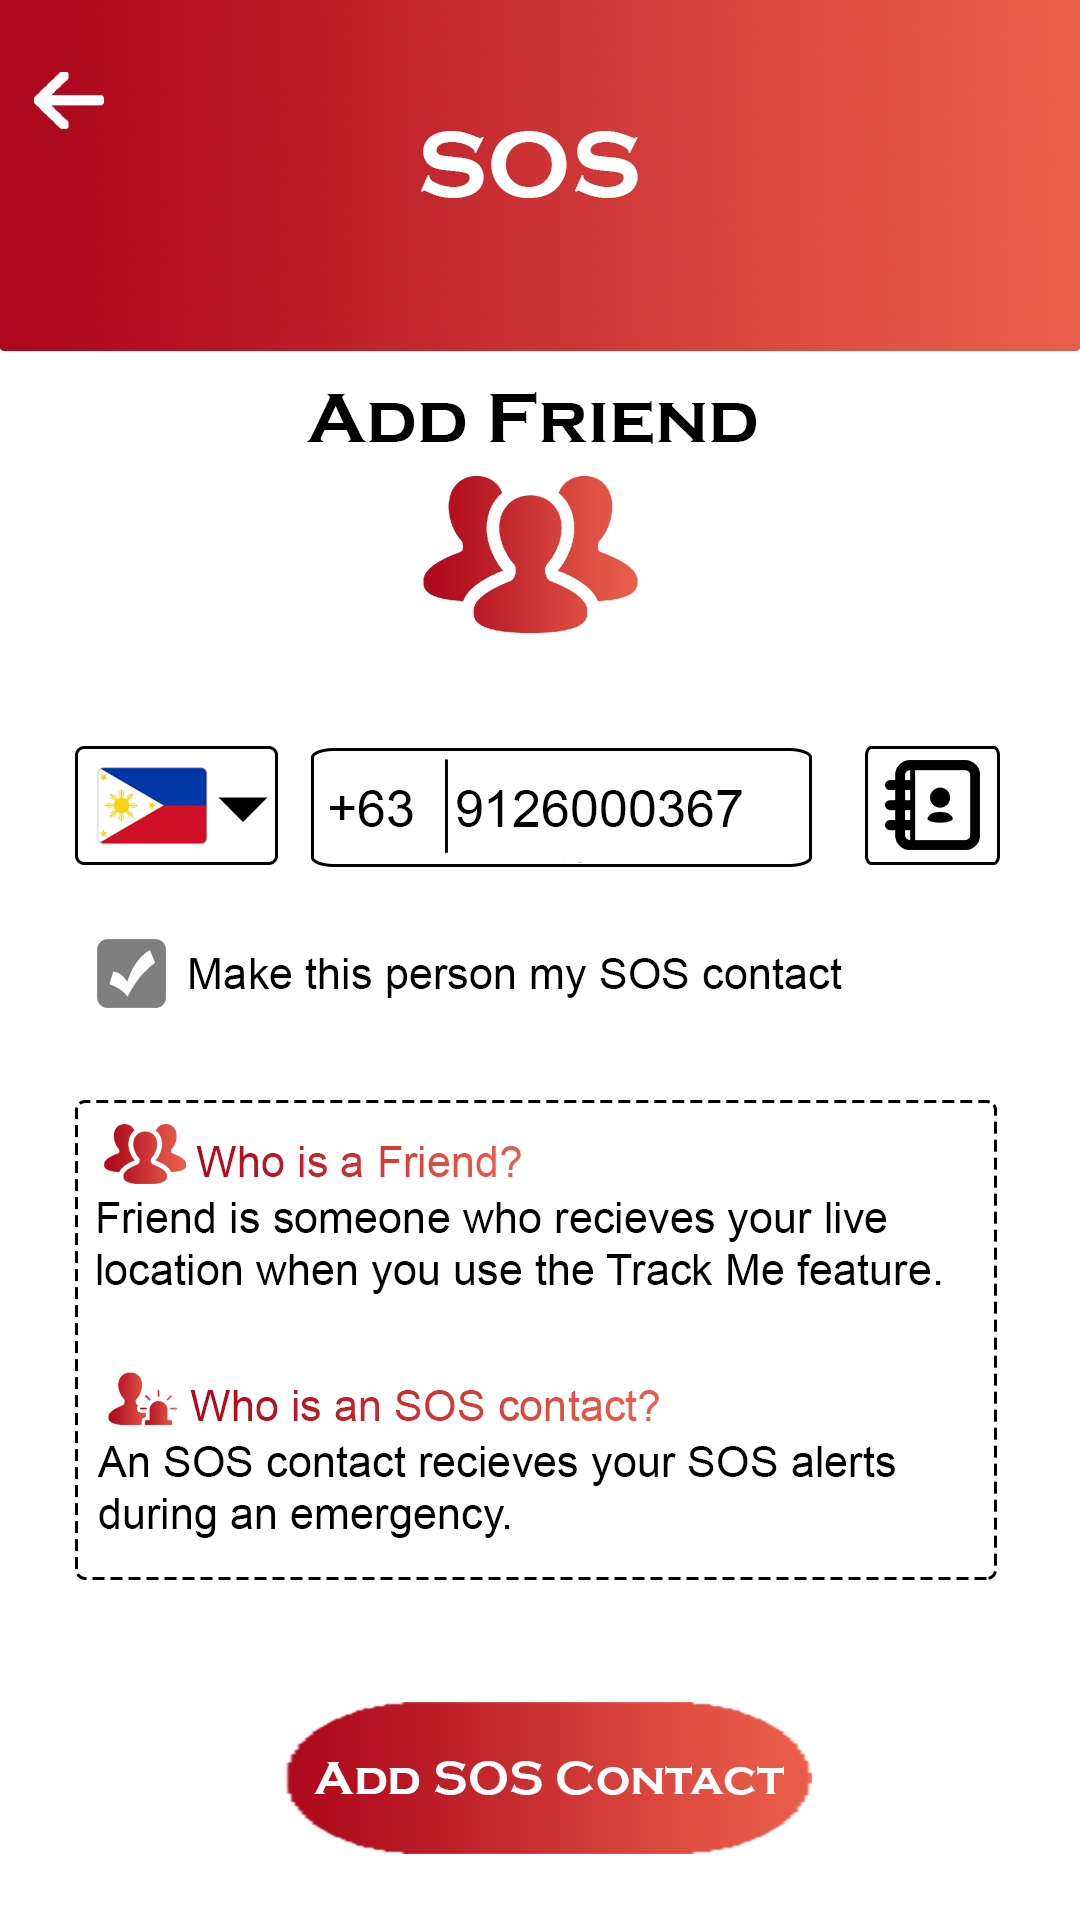 SOS
Add Friend
+63 9126000367
Make this person my SOS contact
Who is a Friend?
Friend is someone who recieves your live
location when you use the Track Me feature.
Who is an SOS contact?
An SOS contact recieves your SOS alerts
during an emergency.
Add SOS Contact